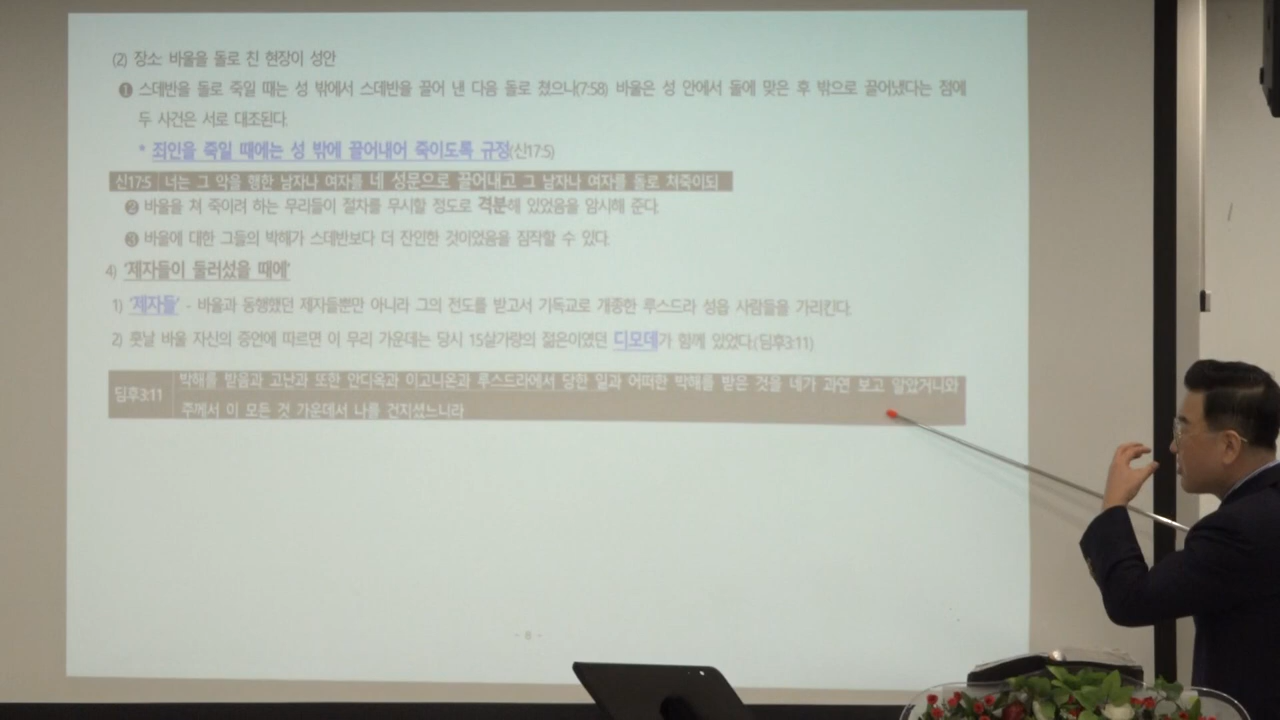 (2) 장소: 바울을 돌로 친 현장이 성안
❶ 스데반을 돌로 죽일 때는 성 밖에서 스데반을 끌어 낸 다음 돌로 쳤으나(7:58) 바울은 성 안에서 돌에 맞은 후 밖으로 끌어냈다는 점에
두 사건은 서로 대조된다.
* 죄인을 죽일 때에는 성 밖에 끌어내어 죽이도록 규정(신17:5)
신17:5 너는 그 악을 행한 남자나 여자를 네 성문으로 끌어내고 그 남자나 여자를 돌로 쳐죽이되
❷ 바울을 쳐 죽이려 하는 무리들이 절차를 무시할 정도로 격분해 있었음을 암시해 준다.
❸ 바울에 대한 그들의 박해가 스데반보다 더 잔인한 것이었음을 짐작할 수 있다.
4) '제자들이 둘러섰을 때에'
1) '제자들' - 바울과 동행했던 제자들뿐만 아니라 그의 전도를 받고서 기독교로 개종한 루스드라 성읍 사람들을 가리킨다.
2) 훗날 바울 자신의 증언에 따르면 이 무리 가운데는 당시 15살가량의 젊은이였던 디모데가 함께 있었다.(딤후3:11)
딤후3:11 박해를 받음과 고난과 또한 안디옥과 이고니온과 루스드라에서 당한 일과 어떠한 박해를 받은 것을 네가 과연 보고 알았거니와
주께서 이 모든 것 가운데서 나를 건지셨느니라
- 8 -